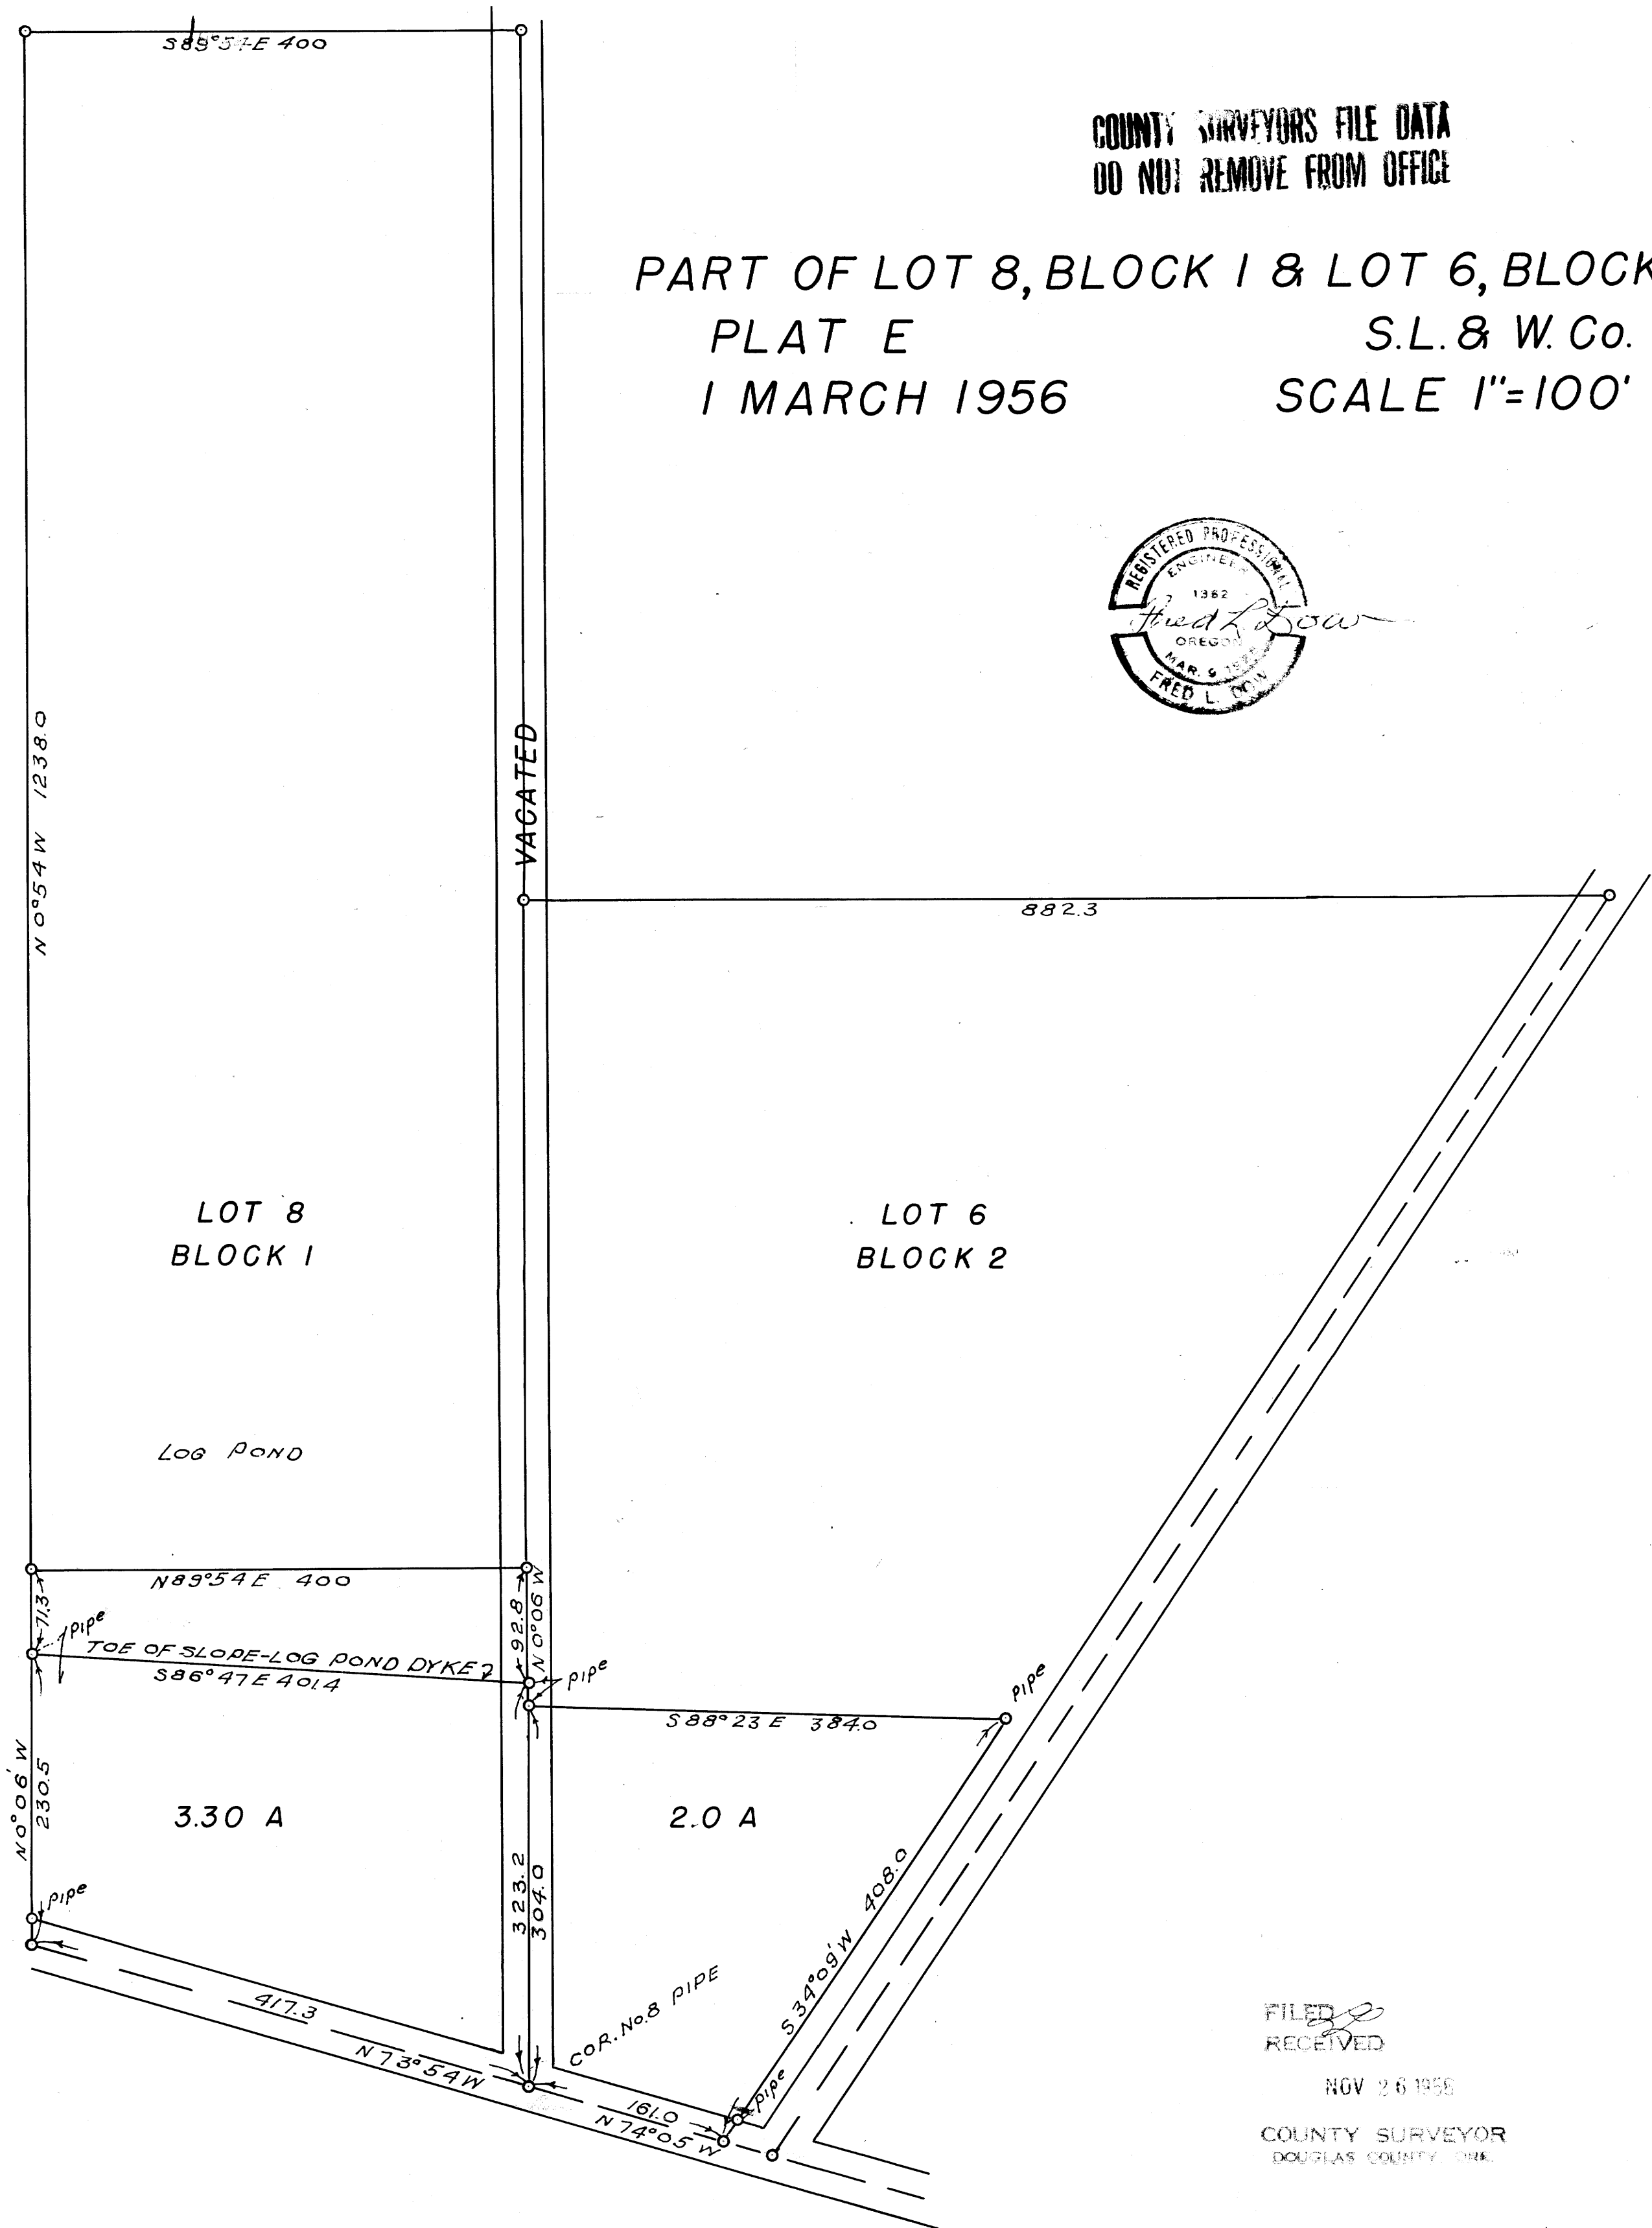 S89°54 E 400
COUNTY SURVEYORS FILE DATA
DO NOT REMOVE FROM OFFICE
PART OF LOT 8, BLOCK 1 & LOT 6, BLOCK
PLAT E S.L. & W. Co.
1 MARCH 1956 SCALE 1"=100'
REGISTERED PROFESSIONAL
ENGINEER
1362
Fred L. Dow
OREGON
MAR. 9
FRED L. DOW
N 0°54 W 1238.0
VACATED
882.3
LOT 8
BLOCK 1
LOT 6
BLOCK 2
LOG POND
N89°54 E 400
71.3
pipe
92.8
N 0°06 W
TOE OF SLOPE-LOG POND DYKE
S86°47 E 401.4
pipe
pipe
S88°23 E 384.0
N0°06' W
230.5
3.30 A
2.0 A
323.2
304.0
S 34°09' W 408.0
pipe
417.3
N 73°54 W
COR. No.8 PIPE
pipe
161.0
N 74°05 W
FILED
RECEIVED
NOV 26
COUNTY SURVEYOR
DOUGLAS COUNTY ORE.